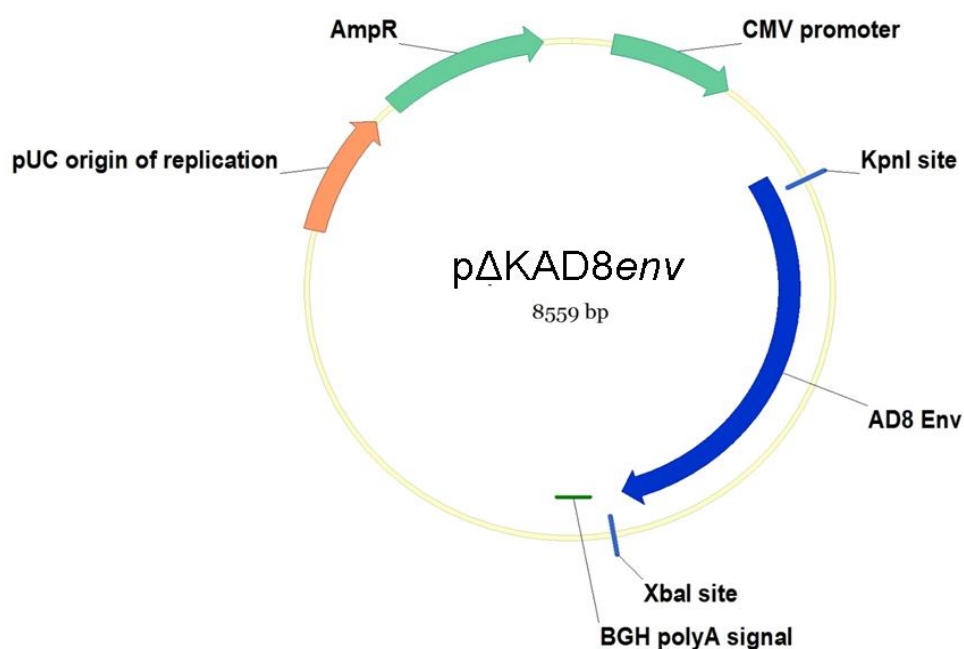 AmpR
CMV promoter
pUC origin of replication
KpnI site
pΔKAD8env
8559 bp
AD8 Env
XbaI site
BGH polyA signal